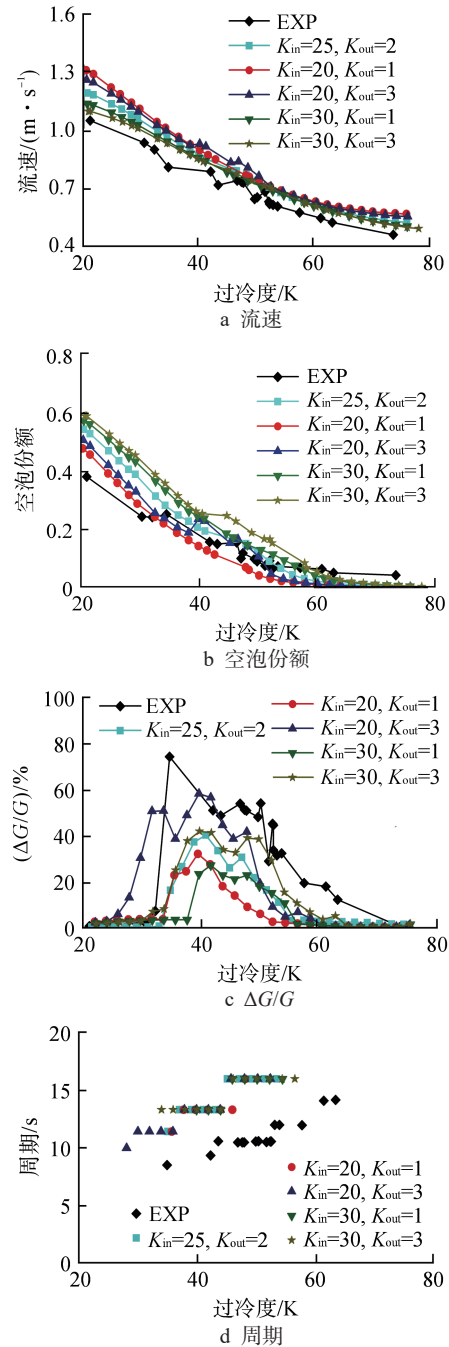 1.6
1.3
1.0
0.7
0.4
流速/(m·s⁻¹)
EXP
Kin=25, Kout=2
Kin=20, Kout=1
Kin=20, Kout=3
Kin=30, Kout=1
Kin=30, Kout=3
20 40 60 80
过冷度/K
a 流速
0.8
0.6
0.4
0.2
0
空泡份额
EXP
Kin=25, Kout=2
Kin=20, Kout=1
Kin=20, Kout=3
Kin=30, Kout=1
Kin=30, Kout=3
20 40 60 80
过冷度/K
b 空泡份额
100
80
60
40
20
0
(ΔG/G)/%
EXP
Kin=25, Kout=2
Kin=20, Kout=1
Kin=20, Kout=3
Kin=30, Kout=1
Kin=30, Kout=3
20 40 60 80
过冷度/K
c ΔG/G
20
15
10
5
0
周期/s
EXP
Kin=25, Kout=2
Kin=20, Kout=1
Kin=20, Kout=3
Kin=30, Kout=1
Kin=30, Kout=3
20 40 60 80
过冷度/K
d 周期